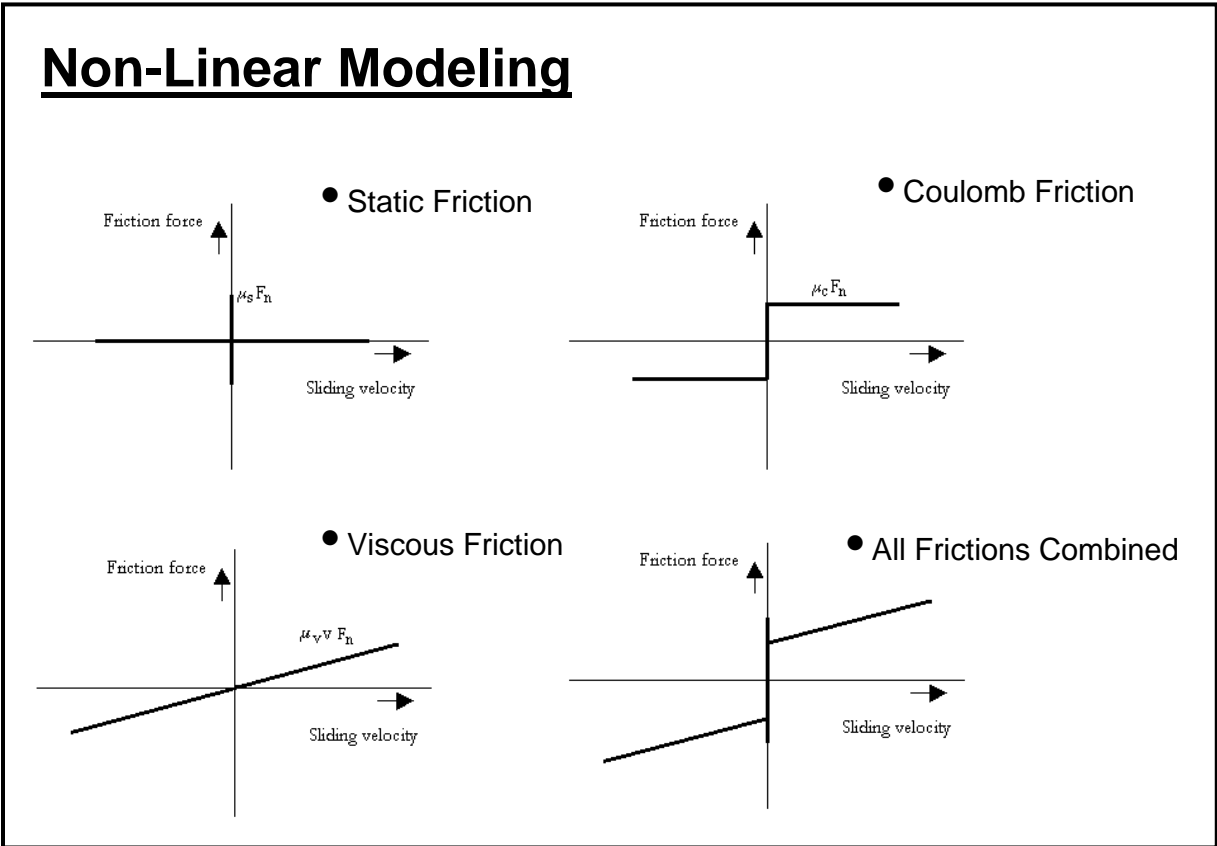 Non-Linear Modeling
• Static Friction
Friction force
μsFn
Sliding velocity
• Coulomb Friction
Friction force
μcFn
Sliding velocity
• Viscous Friction
Friction force
μvv Fn
Sliding velocity
• All Frictions Combined
Friction force
Sliding velocity